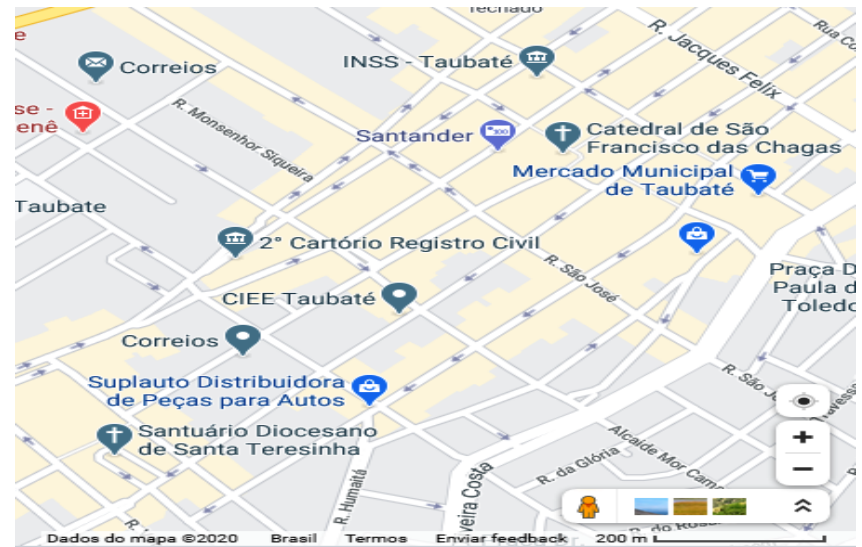 fechado
R. Jacques Felix
Rua Co
e
Correios
INSS - Taubaté
se -
enê
R. Monsenhor Siqueira
Santander
Catedral de São
Francisco das Chagas
Mercado Municipal
de Taubaté
Taubate
2° Cartório Registro Civil
R. São José
Praça D
Paula d
Toledo
CIEE Taubaté
Correios
Suplauto Distribuidora
de Peças para Autos
R. São Jo
Santuário Diocesano
de Santa Teresinha
Alcaide Mor Cam
R. da Glória
R. Humaitá
veira Costa
R. do Rosá
Dados do mapa ©2020 Brasil Termos Enviar feedback 200 m